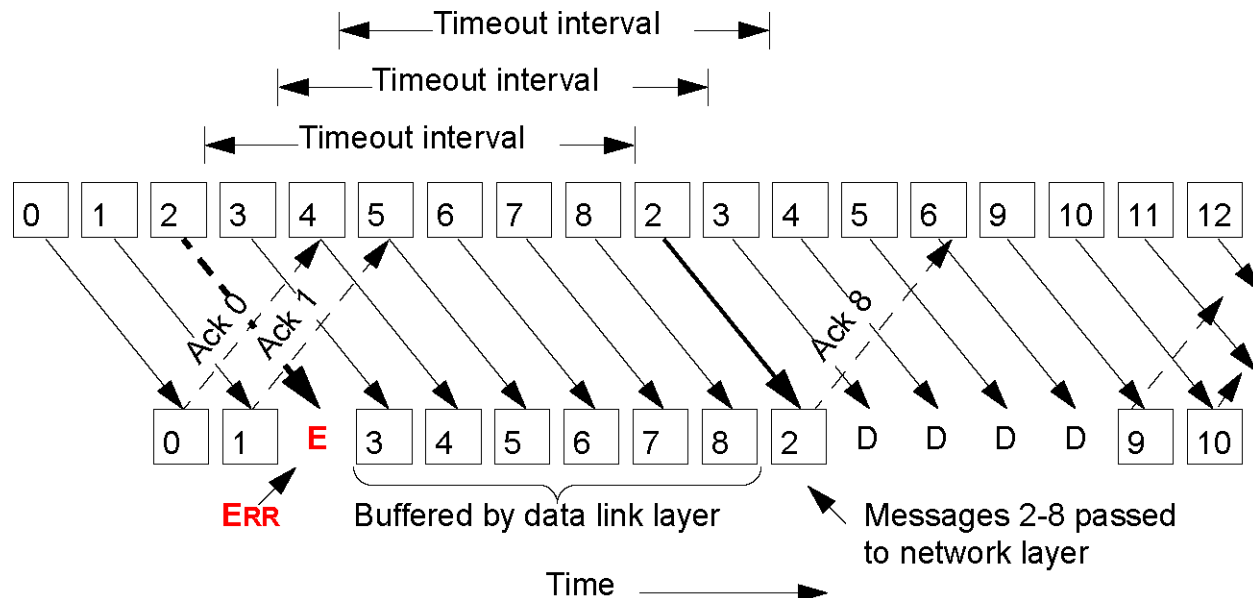 Timeout interval
Timeout interval
Timeout interval
0 1 2 3 4 5 6 7 8 2 3 4 5 6 9 10 11 12
Ack 0
Ack 1
Ack 8
0 1 E 3 4 5 6 7 8 2 D D D D 9 10
ERR
Buffered by data link layer
Messages 2-8 passed
to network layer
Time